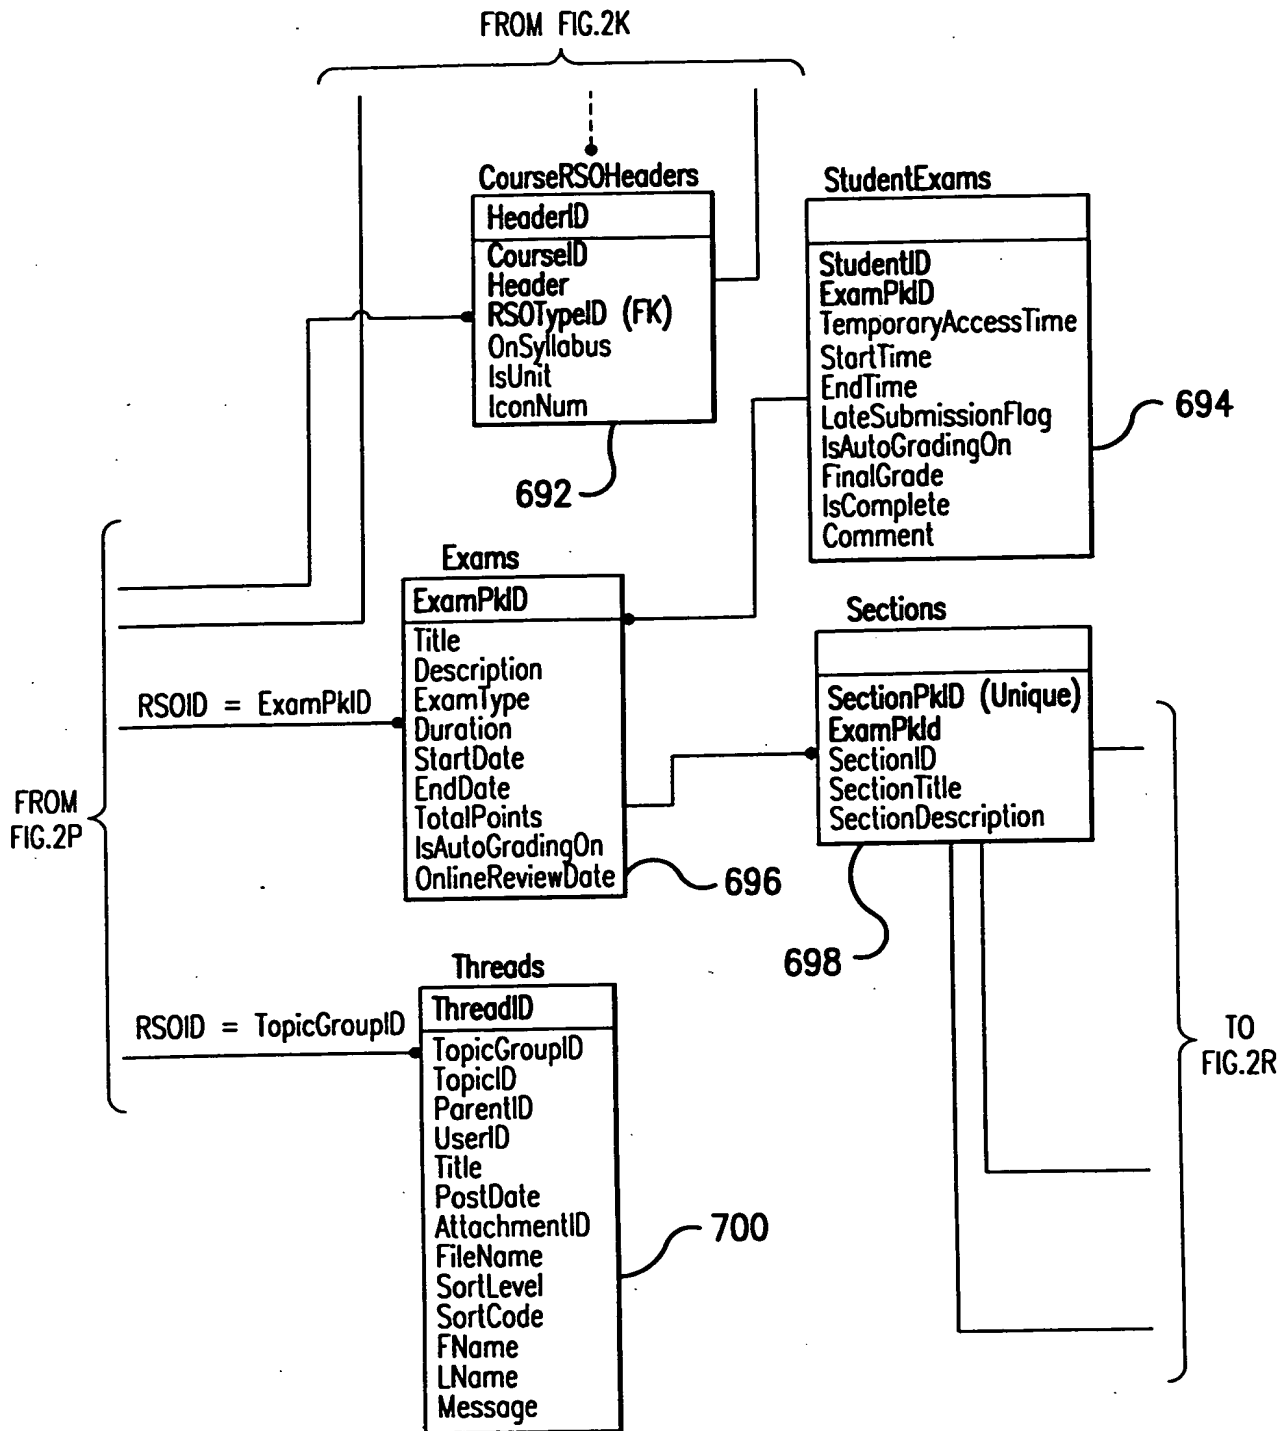 FROM FIG.2K
CourseRSOHeaders
HeaderID
CourseID
Header
RSOTypeID (FK)
OnSyllabus
IsUnit
IconNum
692
StudentExams
StudentID
ExamPkID
TemporaryAccessTime
StartTime
EndTime
LateSubmissionFlag
IsAutoGradingOn
FinalGrade
IsComplete
Comment
694
Exams
ExamPkID
Title
Description
ExamType
Duration
StartDate
EndDate
TotalPoints
IsAutoGradingOn
OnlineReviewDate
696
RSOID = ExamPkID
FROM
FIG.2P
Sections
SectionPkID (Unique)
ExamPkId
SectionID
SectionTitle
SectionDescription
698
RSOID = TopicGroupID
Threads
ThreadID
TopicGroupID
TopicID
ParentID
UserID
Title
PostDate
AttachmentID
FileName
SortLevel
SortCode
FName
LName
Message
700
TO
FIG.2R